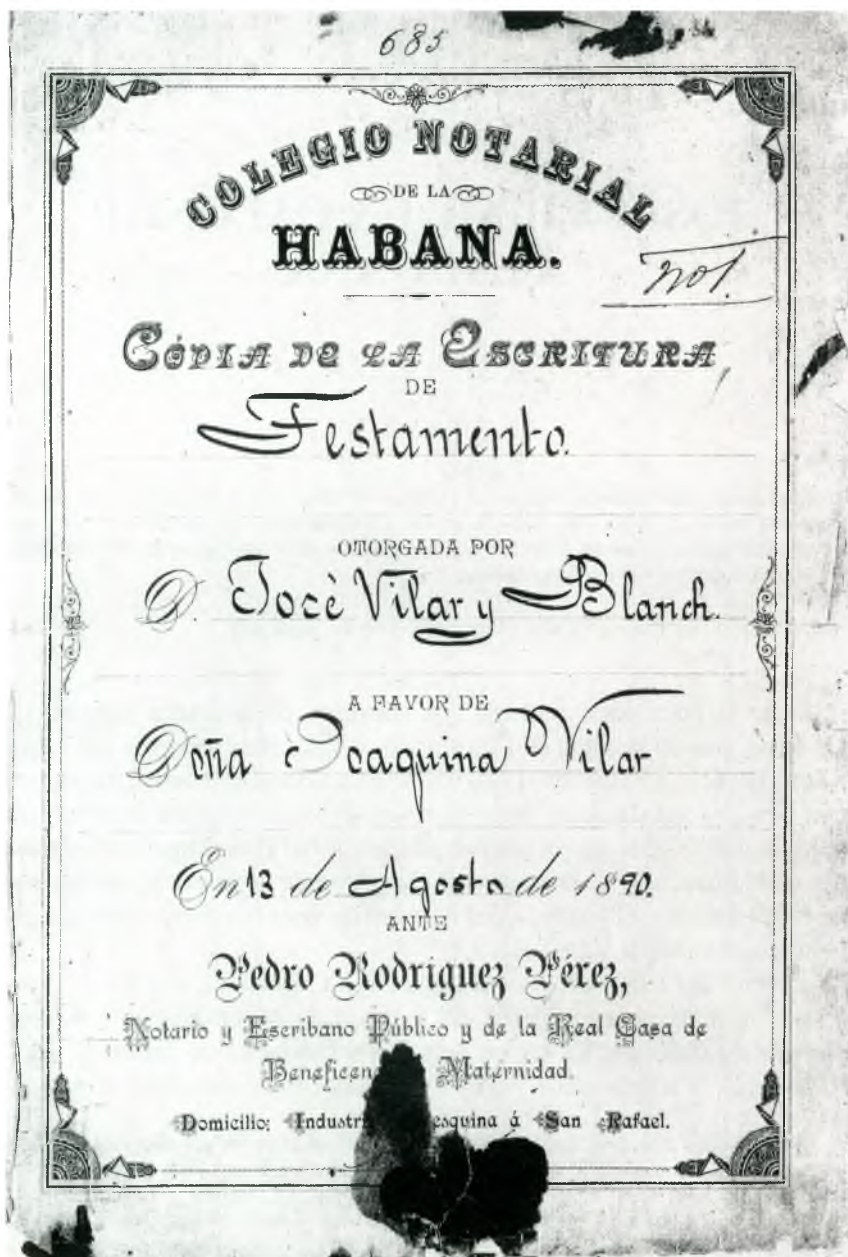 685
COLEGIO NOTARIAL
DE LA
HABANA.
not.
CÓPIA DE LA ESCRITURA
DE
Testamento.
OTORGADA POR
D. José Vilar y Blanch.
A FAVOR DE
Doña Joaquina Vilar
En 13 de Agosto de 1890.
ANTE
Pedro Rodriguez Pérez,
Notario y Escribano Público y de la Real Casa de
Maternidad.
Domicilio: esquina á San Rafael.